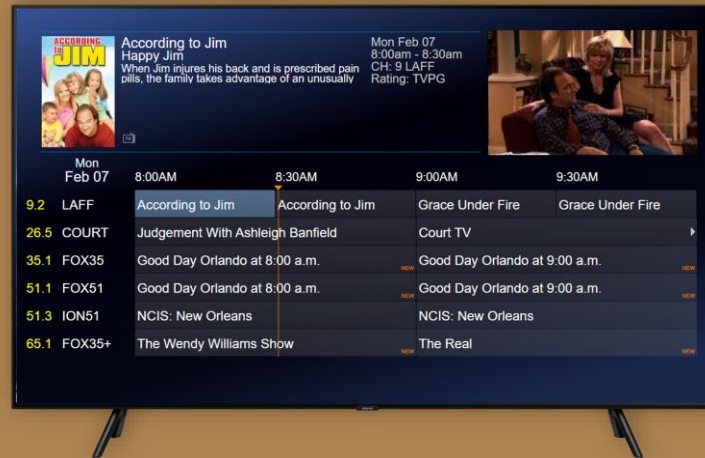 ACCORDING
to JIM
According to Jim
Happy Jim
When Jim injures his back and is prescribed pain
pills, the family takes advantage of an unusually
Mon Feb 07
8:00am - 8:30am
CH: 9 LAFF
Rating: TVPG
TV
Mon
Feb 07 8:00AM 8:30AM 9:00AM 9:30AM
9.2 LAFF According to Jim According to Jim Grace Under Fire Grace Under Fire
26.5 COURT Judgement With Ashleigh Banfield Court TV
35.1 FOX35 Good Day Orlando at 8:00 a.m. NEW Good Day Orlando at 9:00 a.m. NEW
51.1 FOX51 Good Day Orlando at 8:00 a.m. NEW Good Day Orlando at 9:00 a.m. NEW
51.3 ION51 NCIS: New Orleans NCIS: New Orleans
65.1 FOX35+ The Wendy Williams Show NEW The Real NEW